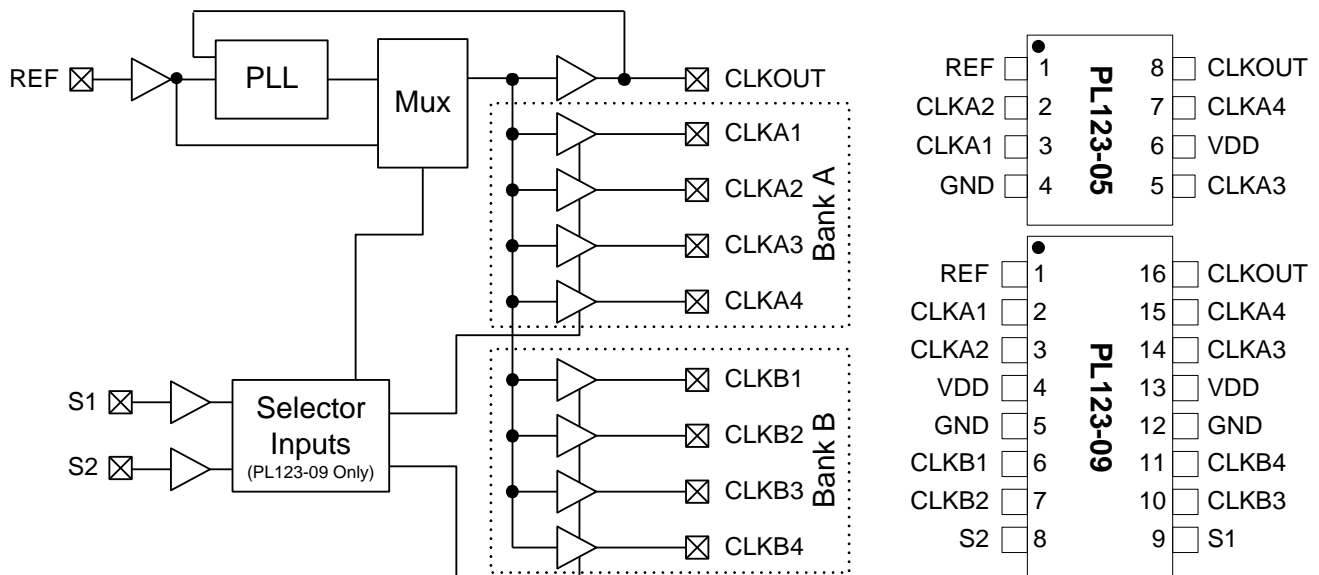 REF
PLL
Mux
CLKOUT
CLKA1
CLKA2
CLKA3
CLKA4
Bank A
S1
S2
Selector
Inputs
(PL123-09 Only)
CLKB1
CLKB2
CLKB3
CLKB4
Bank B
REF 1 8 CLKOUT
CLKA2 2 7 CLKA4
CLKA1 3 6 VDD
GND 4 5 CLKA3
PL123-05
REF 1 16 CLKOUT
CLKA1 2 15 CLKA4
CLKA2 3 14 CLKA3
VDD 4 13 VDD
GND 5 12 GND
CLKB1 6 11 CLKB4
CLKB2 7 10 CLKB3
S2 8 9 S1
PL123-09